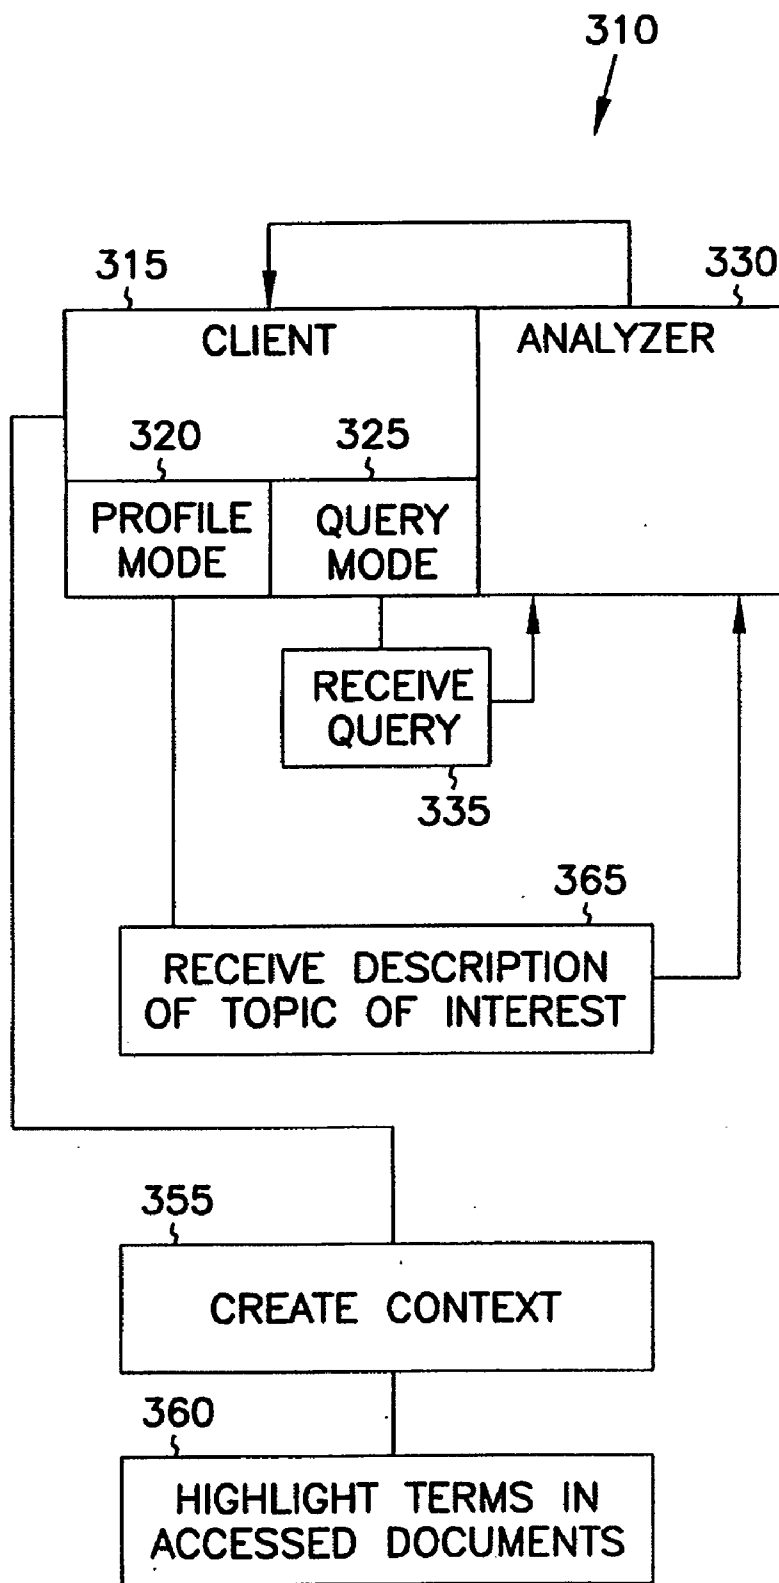 310
315
330
CLIENT
ANALYZER
320
325
PROFILE
MODE
QUERY
MODE
RECEIVE
QUERY
335
365
RECEIVE DESCRIPTION
OF TOPIC OF INTEREST
355
CREATE CONTEXT
360
HIGHLIGHT TERMS IN
ACCESSED DOCUMENTS